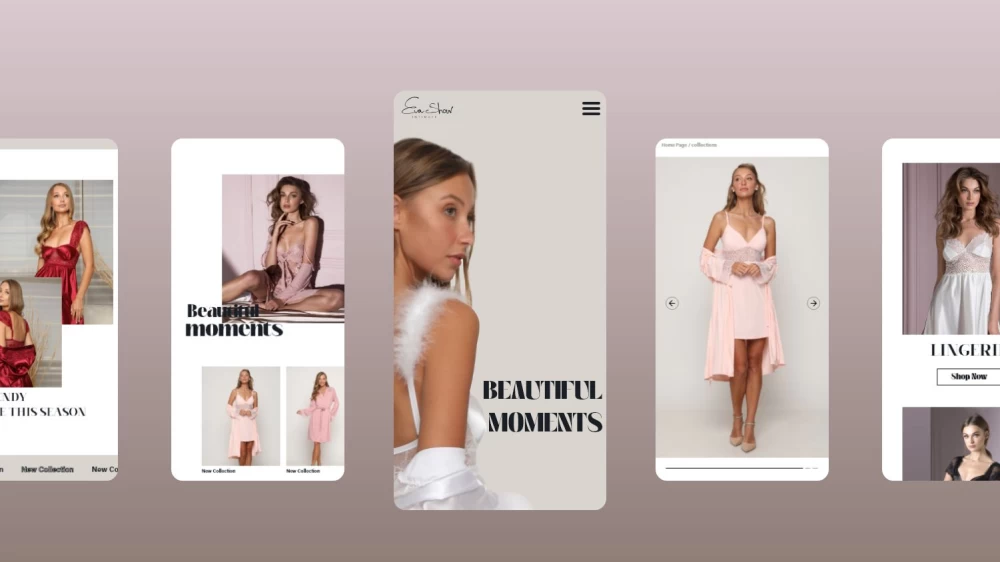 NDY
E THIS SEASON
New Collection
New Co
Beautiful
moments
New Collection
New Collection
Eva Shaw
INTIMATE
BEAUTIFUL
MOMENTS
Home Page / collections
LINGERI
Shop Now